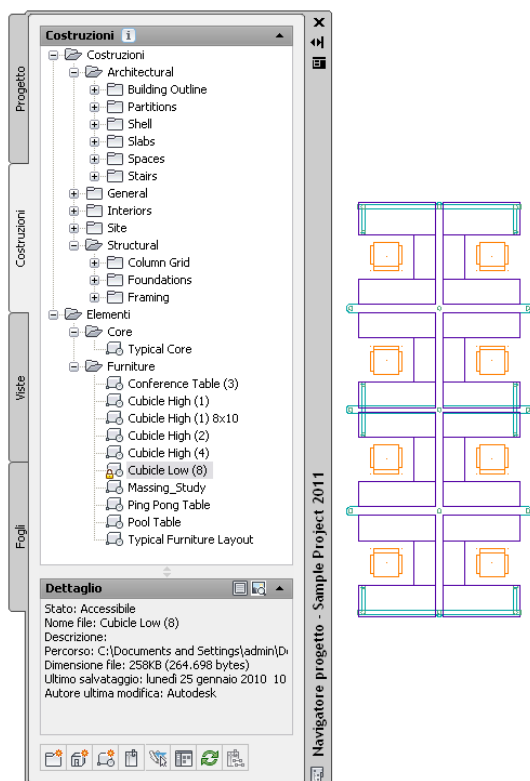 Costruzioni
Costruzioni
Architectural
Building Outline
Partitions
Shell
Slabs
Spaces
Stairs
General
Interiors
Site
Structural
Column Grid
Foundations
Framing
Elementi
Core
Typical Core
Furniture
Conference Table (3)
Cubicle High (1)
Cubicle High (1) 8x10
Cubicle High (2)
Cubicle High (4)
Cubicle Low (8)
Massing_Study
Ping Pong Table
Pool Table
Typical Furniture Layout
Dettaglio
Stato: Accessibile
Nome file: Cubicle Low (8)
Descrizione:
Percorso: C:\Documents and Settings\admin\D
Dimensione file: 258KB (264.698 bytes)
Ultimo salvataggio: lunedì 25 gennaio 2010 10
Autore ultima modifica: Autodesk
Progetto
Costruzioni
Viste
Fogli
Navigatore progetto - Sample Project 2011